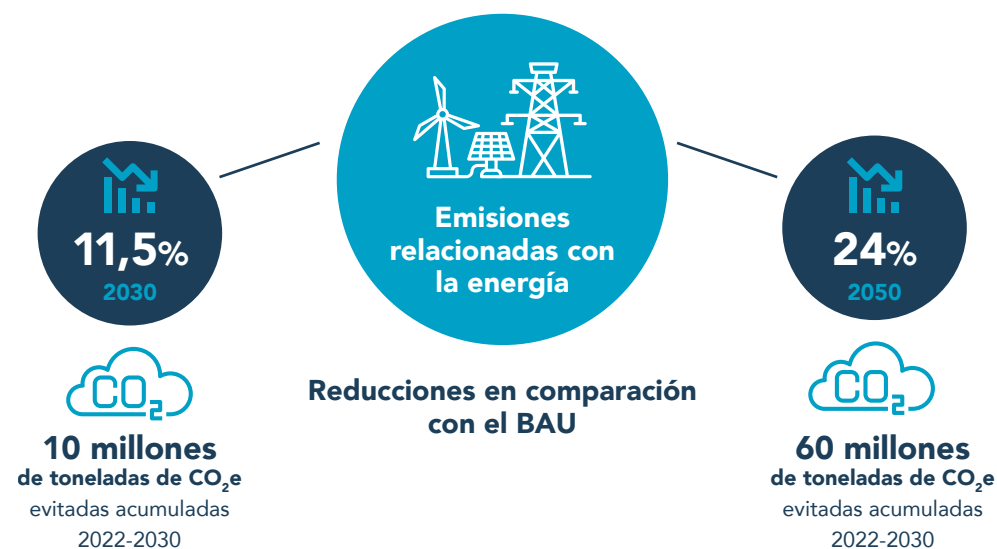 Emisiones
relacionadas con
la energía
11,5%
2030
24%
2050
Reducciones en comparación
con el BAU
CO2
10 millones
de toneladas de CO2e
evitadas acumuladas
2022-2030
CO2
60 millones
de toneladas de CO2e
evitadas acumuladas
2022-2030